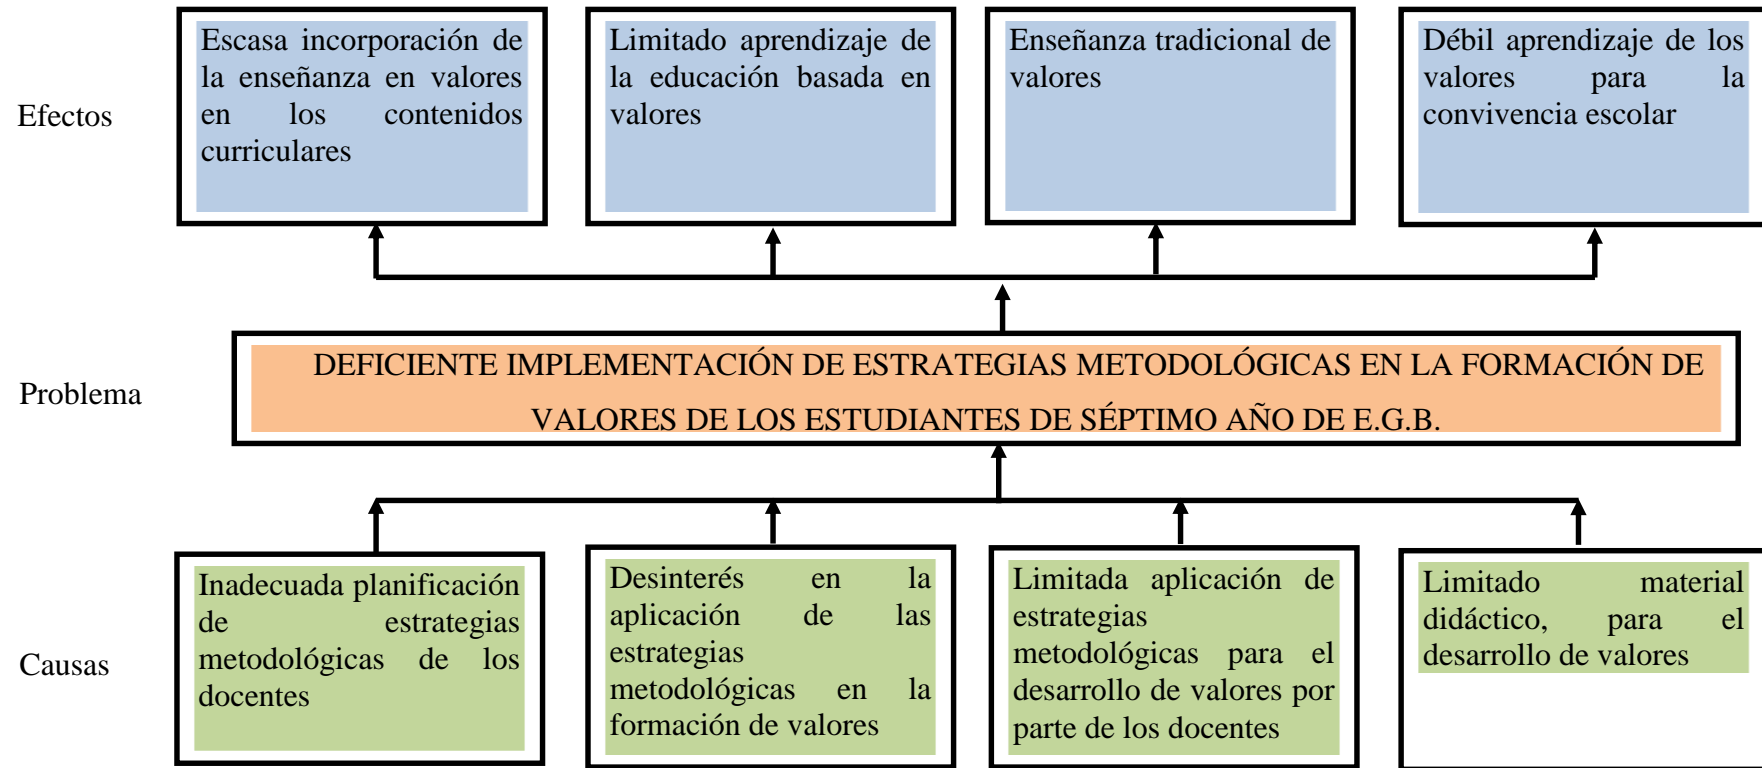 Efectos
Escasa incorporación de
la enseñanza en valores
en los contenidos
curriculares
Limitado aprendizaje de
la educación basada en
valores
Enseñanza tradicional de
valores
Débil aprendizaje de los
valores para la
convivencia escolar
Problema
DEFICIENTE IMPLEMENTACIÓN DE ESTRATEGIAS METODOLÓGICAS EN LA FORMACIÓN DE
VALORES DE LOS ESTUDIANTES DE SÉPTIMO AÑO DE E.G.B.
Causas
Inadecuada planificación
de estrategias
metodológicas de los
docentes
Desinterés en la
aplicación de las
estrategias
metodológicas en la
formación de valores
Limitada aplicación de
estrategias
metodológicas para el
desarrollo de valores por
parte de los docentes
Limitado material
didáctico, para el
desarrollo de valores